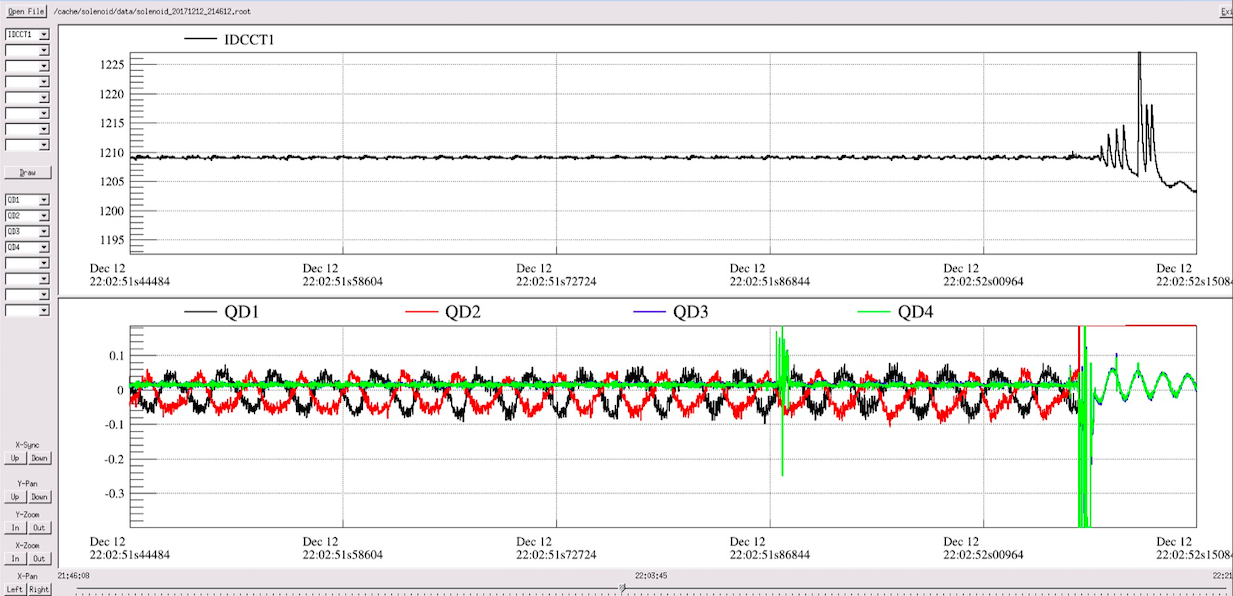 Open File /cache/solenoid/data/solenoid_20171212_214612.root Exi
IDCCT1
IDCCT1
1225
1220
1215
1210
1205
1200
1195
Draw
Dec 12 Dec 12 Dec 12 Dec 12 Dec 12 Dec 12
22:02:51s44484 22:02:51s58604 22:02:51s72724 22:02:51s86844 22:02:52s00964 22:02:52s1508
QD1
QD2
QD3
QD4
QD1 QD2 QD3 QD4
0.1
0
-0.1
-0.2
-0.3
Dec 12 Dec 12 Dec 12 Dec 12 Dec 12 Dec 12
22:02:51s44484 22:02:51s58604 22:02:51s72724 22:02:51s86844 22:02:52s00964 22:02:52s1508
X-Sync
Up Down
Y-Pan
Up Down
Y-Zoom
In Out
X-Zoom
In Out
X-Pan
Left Right
21:46:08 22:03:45 22:21